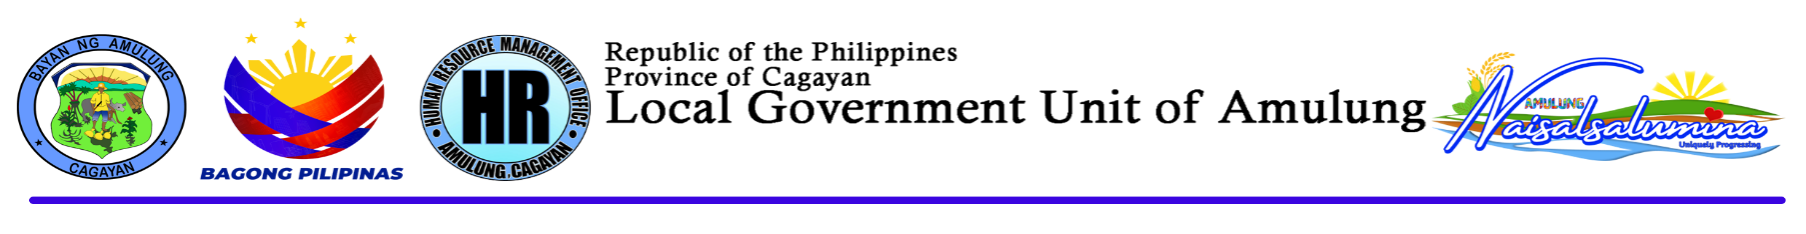 BAYAN NG AMULUNG
CAGAYAN
BAGONG PILIPINAS
HUMAN RESOURCE MANAGEMENT OFFICE
HR
AMULUNG, CAGAYAN
Republic of the Philippines
Province of Cagayan
Local Government Unit of Amulung
AMULUNG
Naisalsalumina
Uniquely Progressing